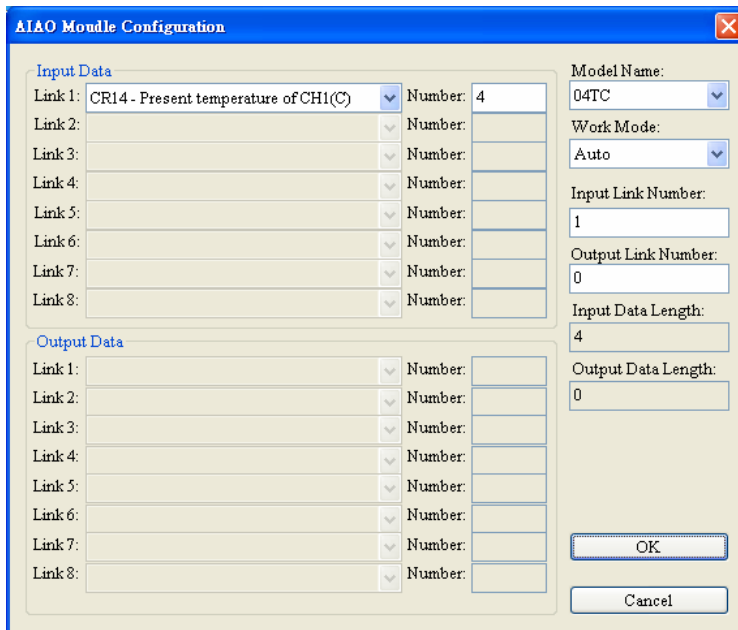 AIAO Moudle Configuration
Input Data
Link 1: CR14 - Present temperature of CH1(C) Number: 4
Link 2: Number:
Link 3: Number:
Link 4: Number:
Link 5: Number:
Link 6: Number:
Link 7: Number:
Link 8: Number:
Output Data
Link 1: Number:
Link 2: Number:
Link 3: Number:
Link 4: Number:
Link 5: Number:
Link 6: Number:
Link 7: Number:
Link 8: Number:
Model Name:
04TC
Work Mode:
Auto
Input Link Number:
1
Output Link Number:
0
Input Data Length:
4
Output Data Length:
0
OK
Cancel